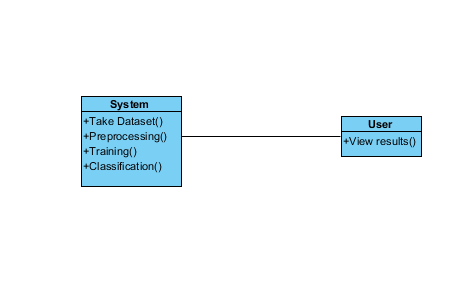 System
+Take Dataset()
+Preprocessing()
+Training()
+Classification()
User
+View results()